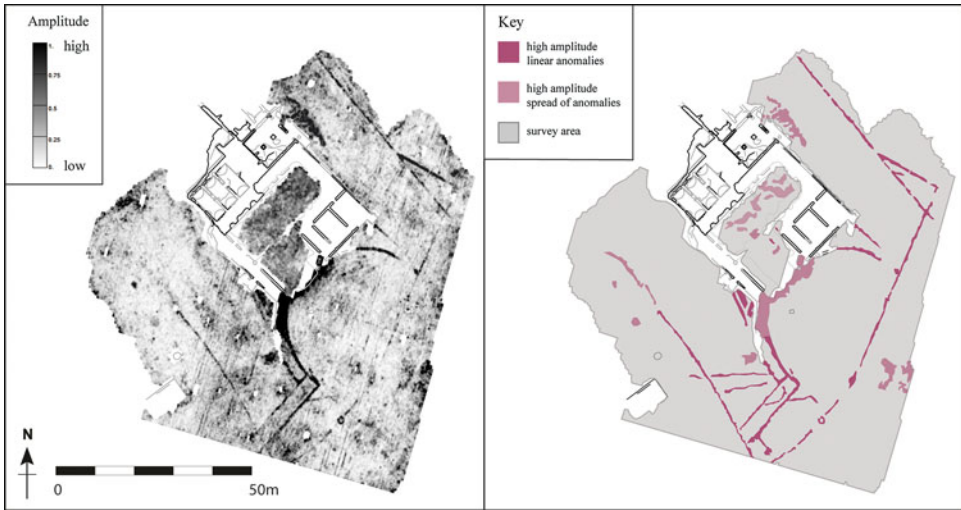 Amplitude
high
1.
0.75
0.5
0.25
0
low
N
0
50m
Key
high amplitude
linear anomalies
high amplitude
spread of anomalies
survey area